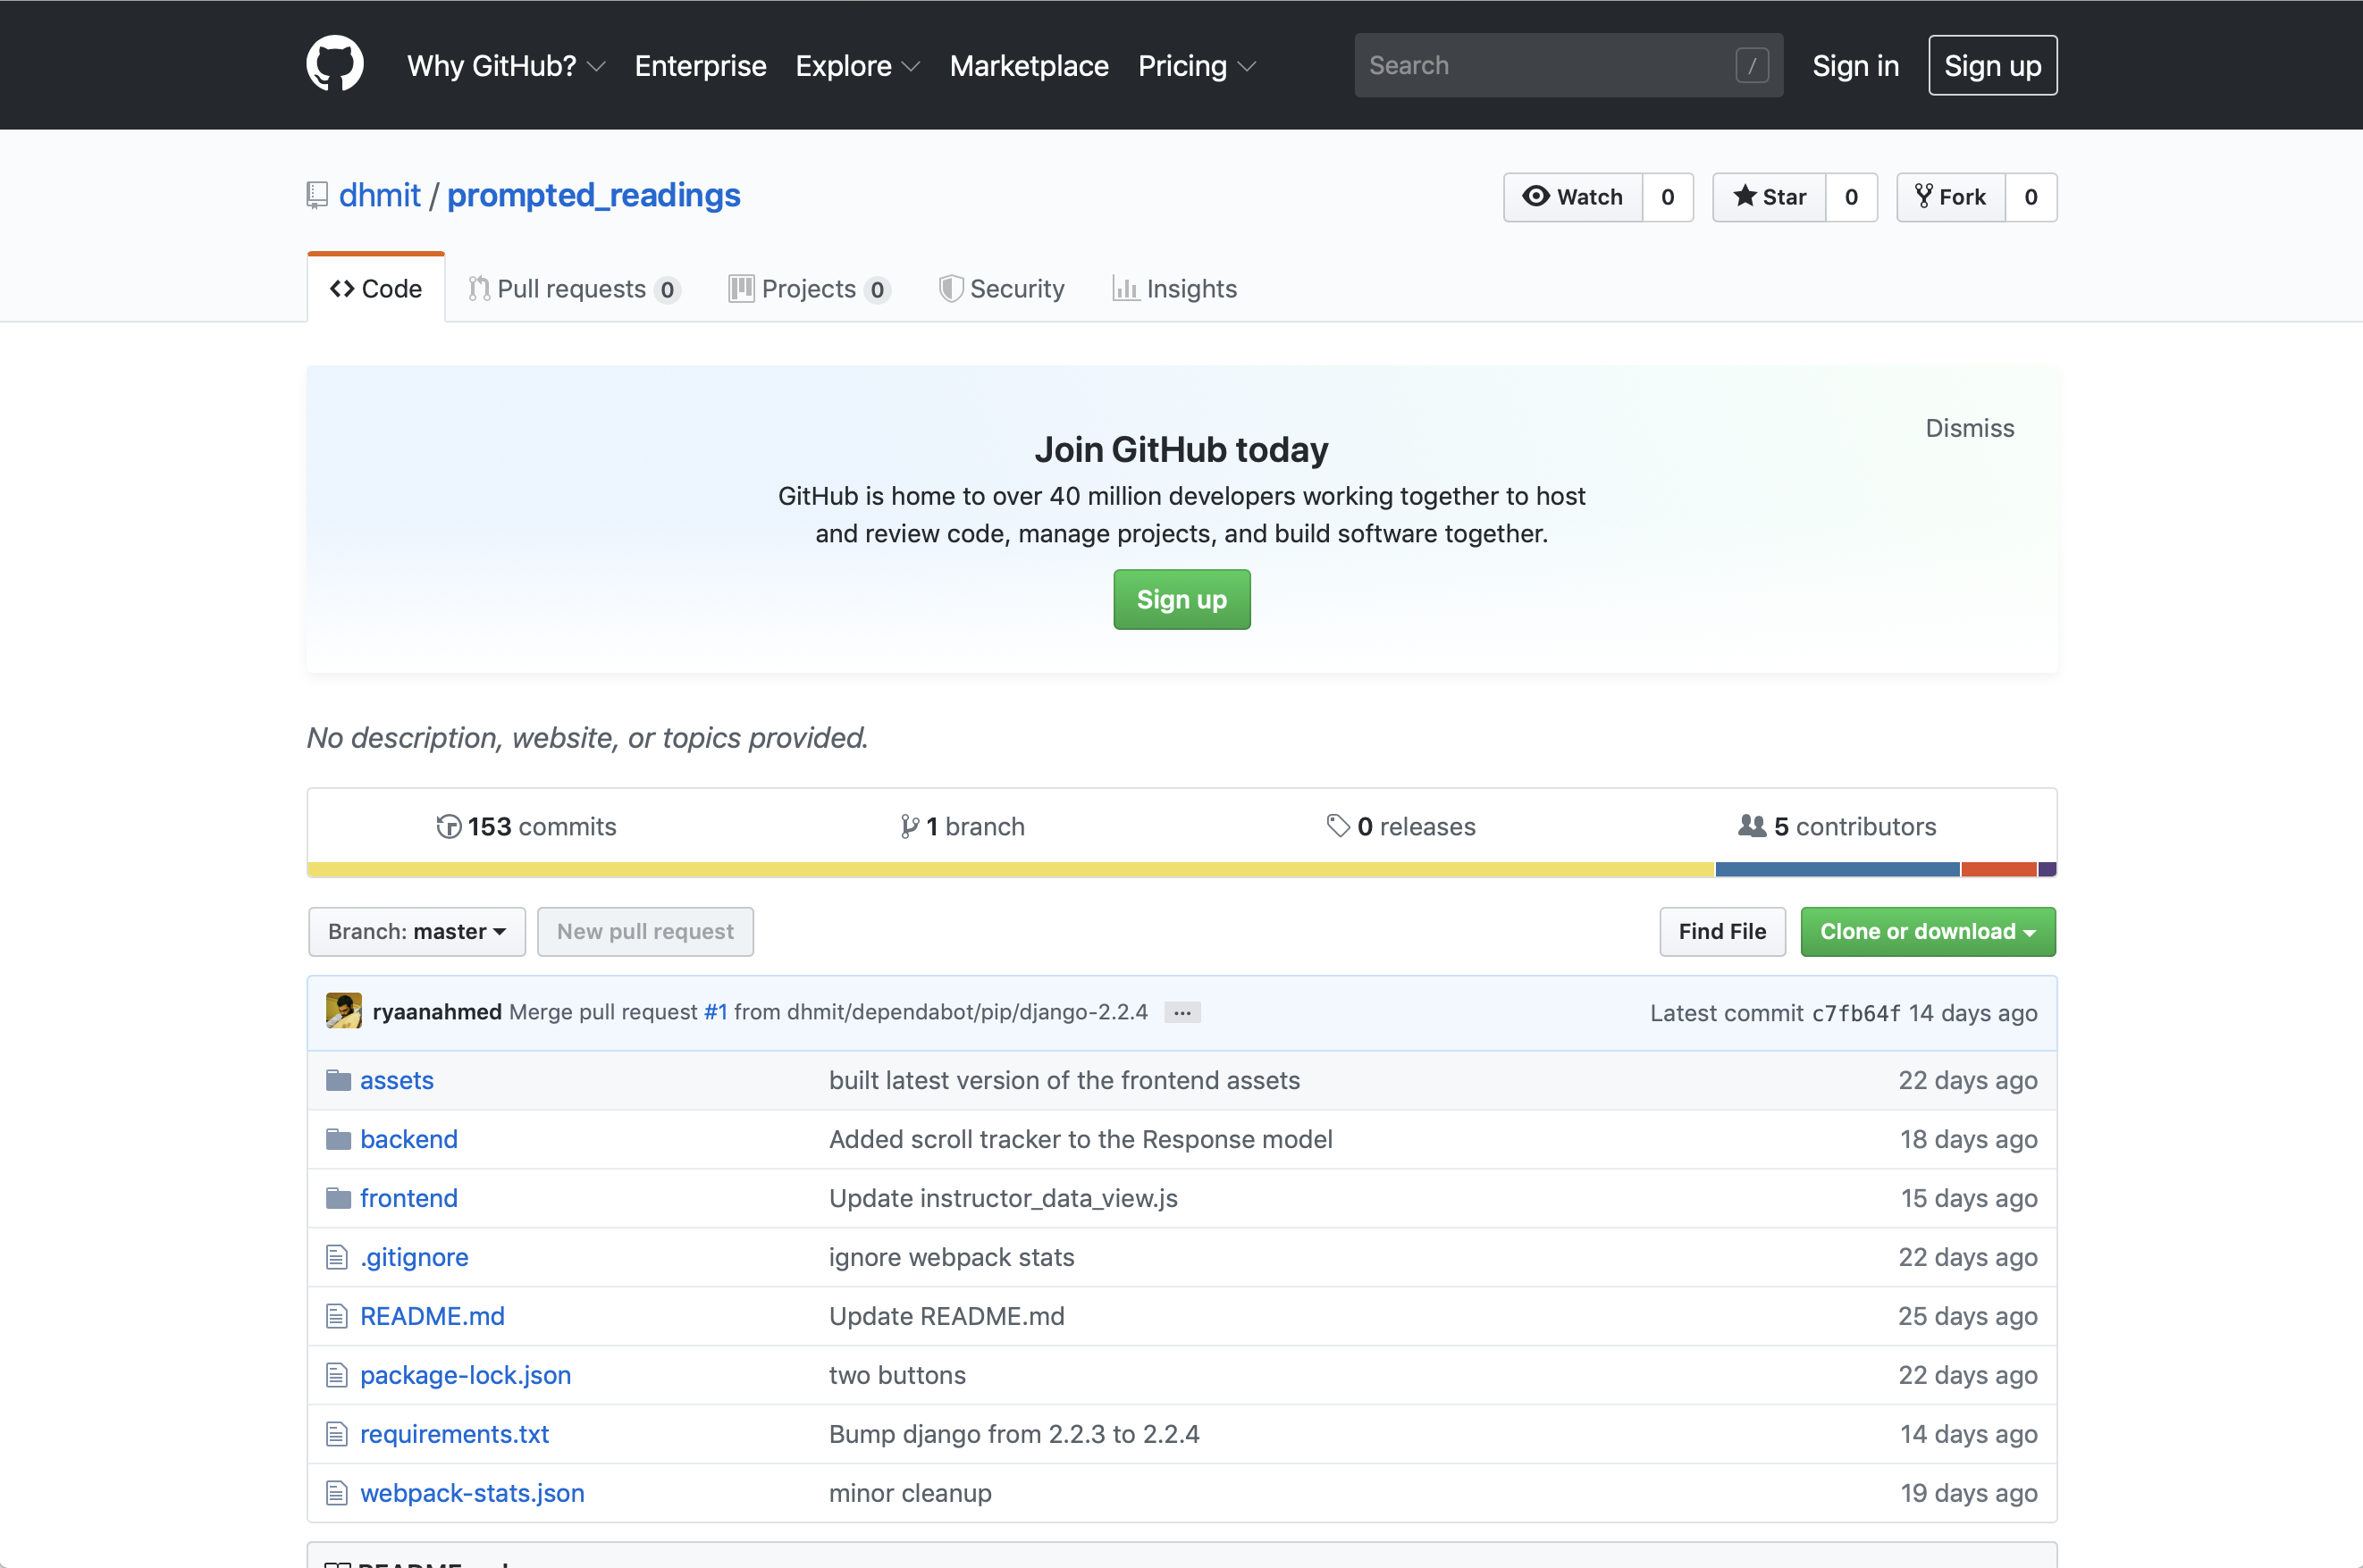 Why GitHub? Enterprise Explore Marketplace Pricing Search / Sign in Sign up
dhmit / prompted_readings Watch 0 Star 0 Fork 0
Code Pull requests 0 Projects 0 Security Insights
Dismiss
Join GitHub today
GitHub is home to over 40 million developers working together to host
and review code, manage projects, and build software together.
Sign up
No description, website, or topics provided.
153 commits 1 branch 0 releases 5 contributors
Branch: master New pull request Find File Clone or download
ryaanahmed Merge pull request #1 from dhmit/dependabot/pip/django-2.2.4 ... Latest commit c7fb64f 14 days ago
assets built latest version of the frontend assets 22 days ago
backend Added scroll tracker to the Response model 18 days ago
frontend Update instructor_data_view.js 15 days ago
.gitignore ignore webpack stats 22 days ago
README.md Update README.md 25 days ago
package-lock.json two buttons 22 days ago
requirements.txt Bump django from 2.2.3 to 2.2.4 14 days ago
webpack-stats.json minor cleanup 19 days ago
README.md